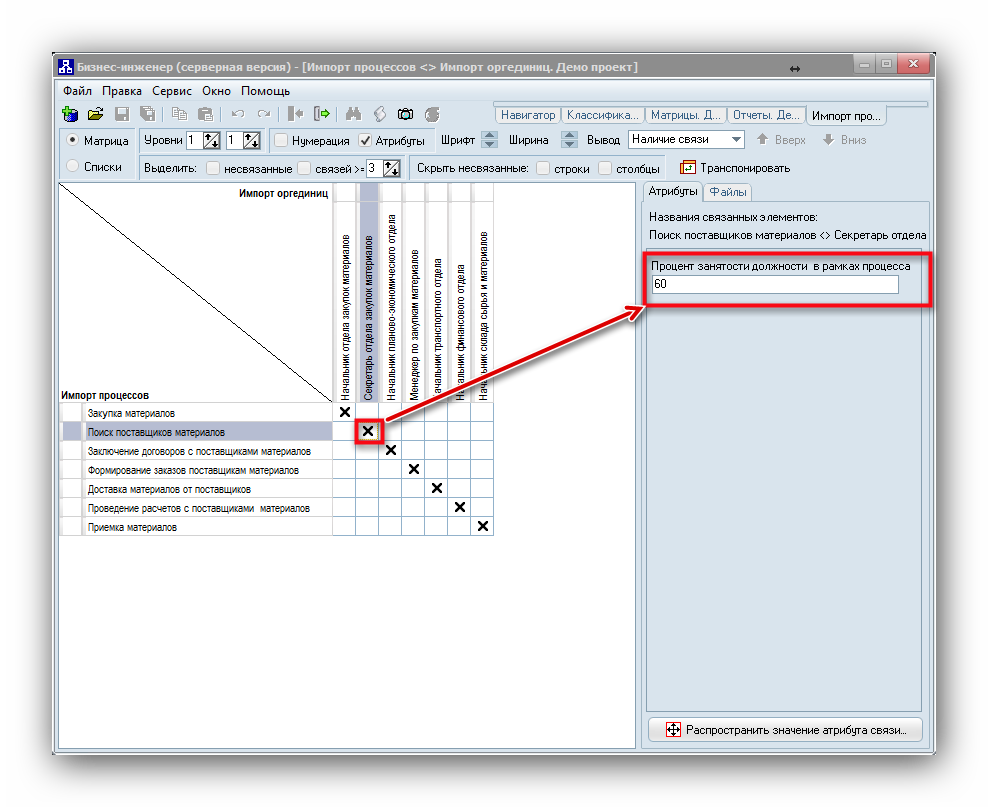 Бизнес-инженер (серверная версия) - [Импорт процессов <> Импорт оргединиц. Демо проект]
Файл Правка Сервис Окно Помощь
Навигатор Классифика... Матрицы. Д... Отчеты. Де... Импорт про...
Матрица Уровни 1 1 Нумерация Атрибуты Шрифт Ширина Вывод Наличие связи Вверх Вниз
Списки Выделить: несвязанные связей >= 3 Скрыть несвязанные: строки столбцы Транспонировать
Импорт оргединиц
Начальник отдела закупок материалов
Секретарь отдела закупок материалов
Начальник планово-экономического отдела
Менеджер по закупкам материалов
Начальник транспортного отдела
Начальник финансового отдела
Начальник склада сырья и материалов
Импорт процессов
Закупка материалов
Поиск поставщиков материалов
Заключение договоров с поставщиками материалов
Формирование заказов поставщикам материалов
Доставка материалов от поставщиков
Проведение расчетов с поставщиками материалов
Приемка материалов
Атрибуты Файлы
Названия связанных элементов:
Поиск поставщиков материалов <> Секретарь отдела
Процент занятости должности в рамках процесса
60
Распространить значение атрибута связи...